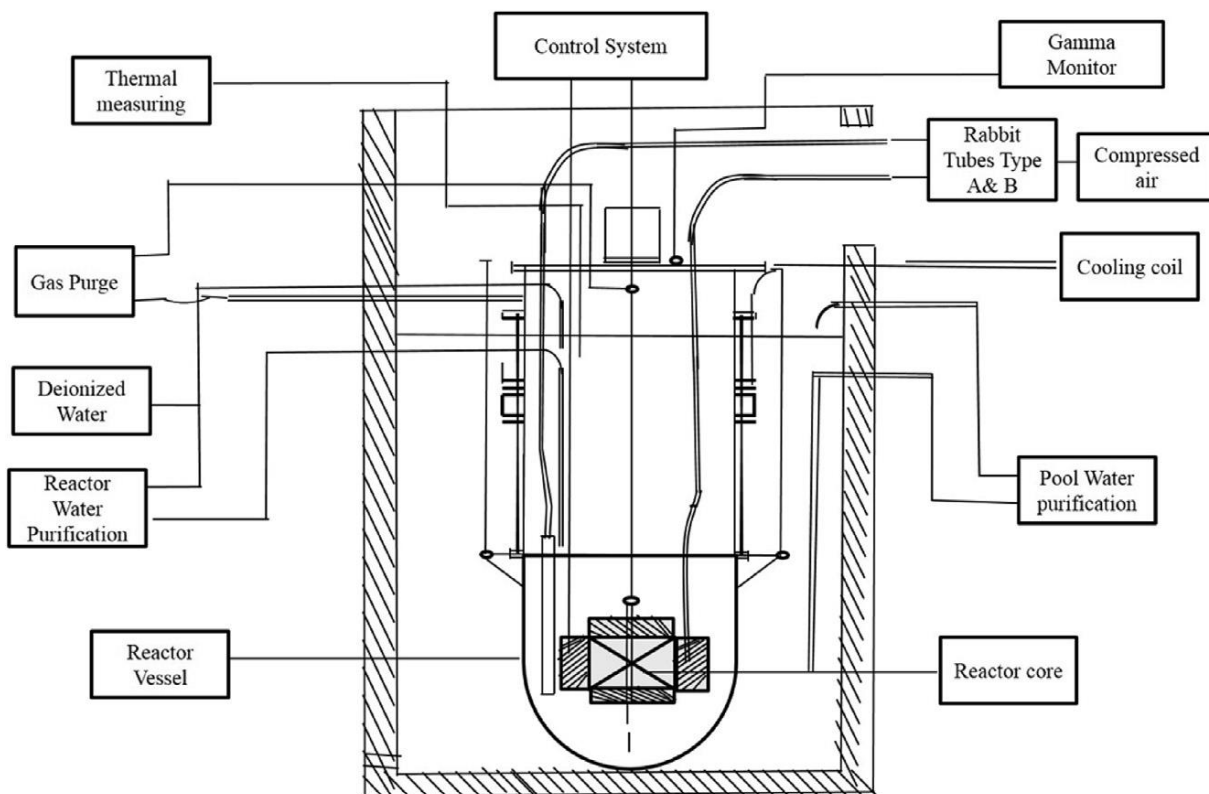 Control System
Gamma
Monitor
Thermal
measuring
Rabbit
Tubes Type
A& B
Compressed
air
Gas Purge
Cooling coil
Deionized
Water
Reactor
Water
Purification
Pool Water
purification
Reactor
Vessel
Reactor core